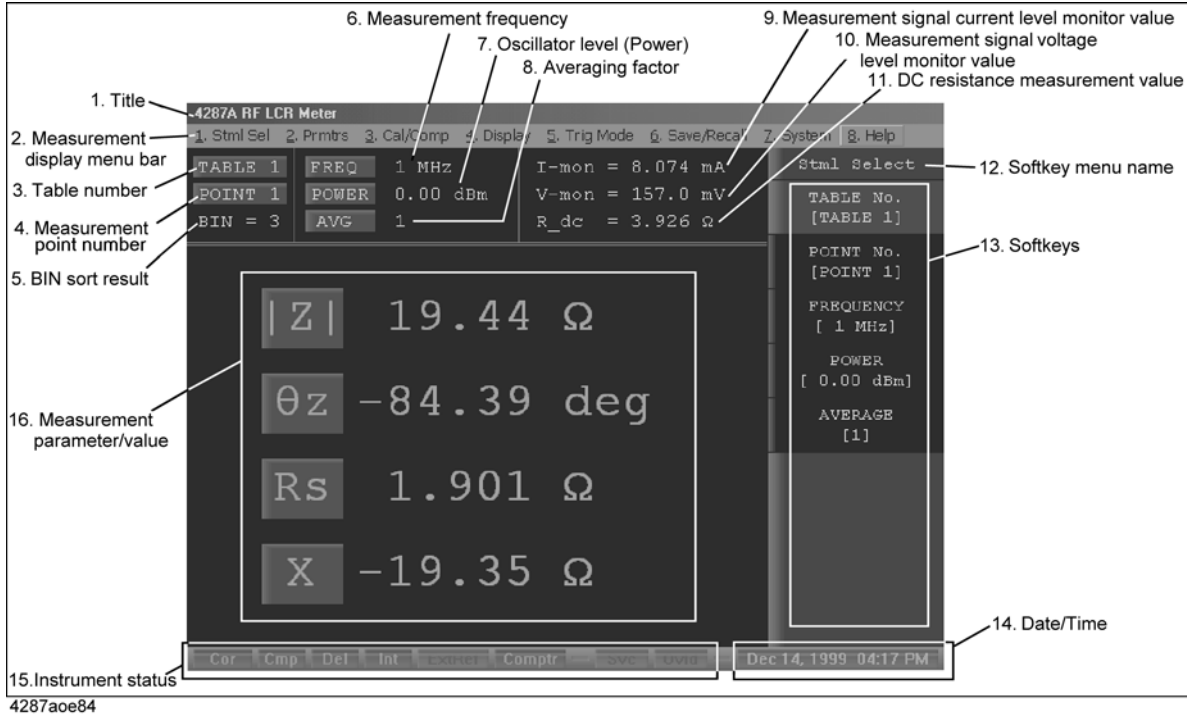 6. Measurement frequency
7. Oscillator level (Power)
8. Averaging factor
9. Measurement signal current level monitor value
10. Measurement signal voltage
level monitor value
11. DC resistance measurement value
1. Title
2. Measurement
display menu bar
3. Table number
4. Measurement
point number
5. BIN sort result
4287A RF LCR Meter
1. Stml Sel 2. Prmtrs 3. Cal/Comp 4. Display 5. Trig Mode 6. Save/Recall 7. System 8. Help
TABLE 1 FREQ 1 MHz I-mon = 8.074 mA
POINT 1 POWER 0.00 dBm V-mon = 157.0 mV
BIN = 3 AVG 1 R_dc = 3.926 Ω
|Z| 19.44 Ω
θz -84.39 deg
Rs 1.901 Ω
X -19.35 Ω
Stml Select
TABLE No.
[TABLE 1]
POINT No.
[POINT 1]
FREQUENCY
[ 1 MHz]
POWER
[ 0.00 dBm]
AVERAGE
[1]
12. Softkey menu name
13. Softkeys
14. Date/Time
16. Measurement
parameter/value
Cor Cmp Del Int ExtRef Comptr Svc Ovld Dec 14, 1999 04:17 PM
15.Instrument status
4287aoe84